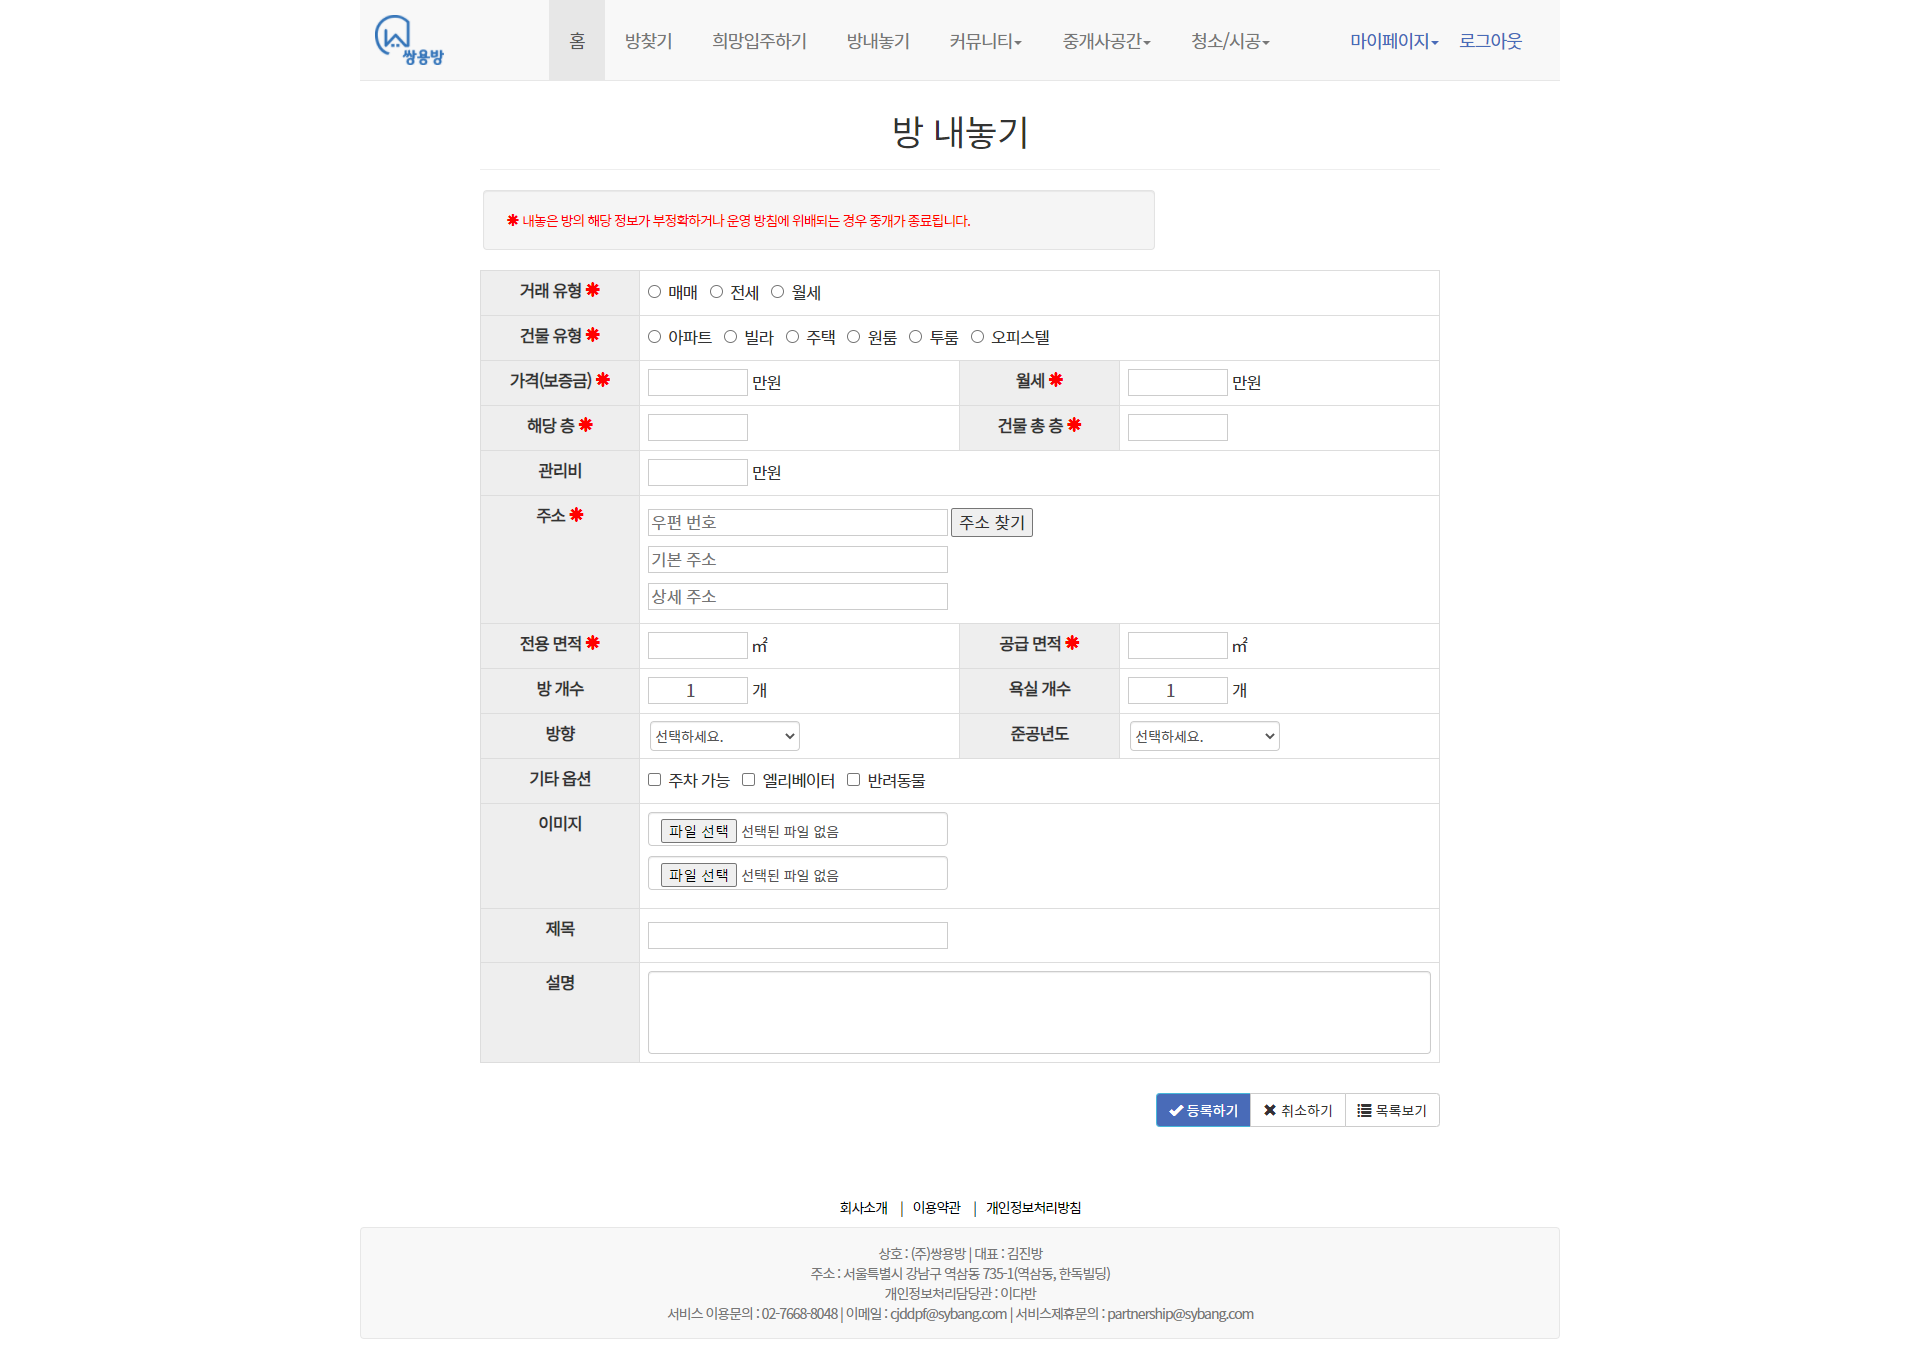 쌍용방
홈 방찾기 희망입주하기 방내놓기 커뮤니티 중개사공간 청소/시공 마이페이지 로그아웃
방 내놓기
✱ 내놓은 방의 해당 정보가 부정확하거나 운영 방침에 위배되는 경우 중개가 종료됩니다.
거래 유형 ✱ 매매 전세 월세
건물 유형 ✱ 아파트 빌라 주택 원룸 투룸 오피스텔
가격(보증금) ✱ 만원 월세 ✱ 만원
해당 층 ✱ 건물 총 층 ✱
관리비 만원
주소 ✱ 우편 번호 주소 찾기
기본 주소
상세 주소
전용 면적 ✱ ㎡ 공급 면적 ✱ ㎡
방 개수 1 개 욕실 개수 1 개
방향 선택하세요. 준공년도 선택하세요.
기타 옵션 주차 가능 엘리베이터 반려동물
이미지 파일 선택 선택된 파일 없음
파일 선택 선택된 파일 없음
제목
설명
등록하기 취소하기 목록보기
회사소개 | 이용약관 | 개인정보처리방침
상호 : (주)쌍용방 | 대표 : 김진방
주소 : 서울특별시 강남구 역삼동 735-1(역삼동, 한독빌딩)
개인정보처리담당관 : 이다반
서비스 이용문의 : 02-7668-8048 | 이메일 : cjddpf@sybang.com | 서비스제휴문의 : partnership@sybang.com